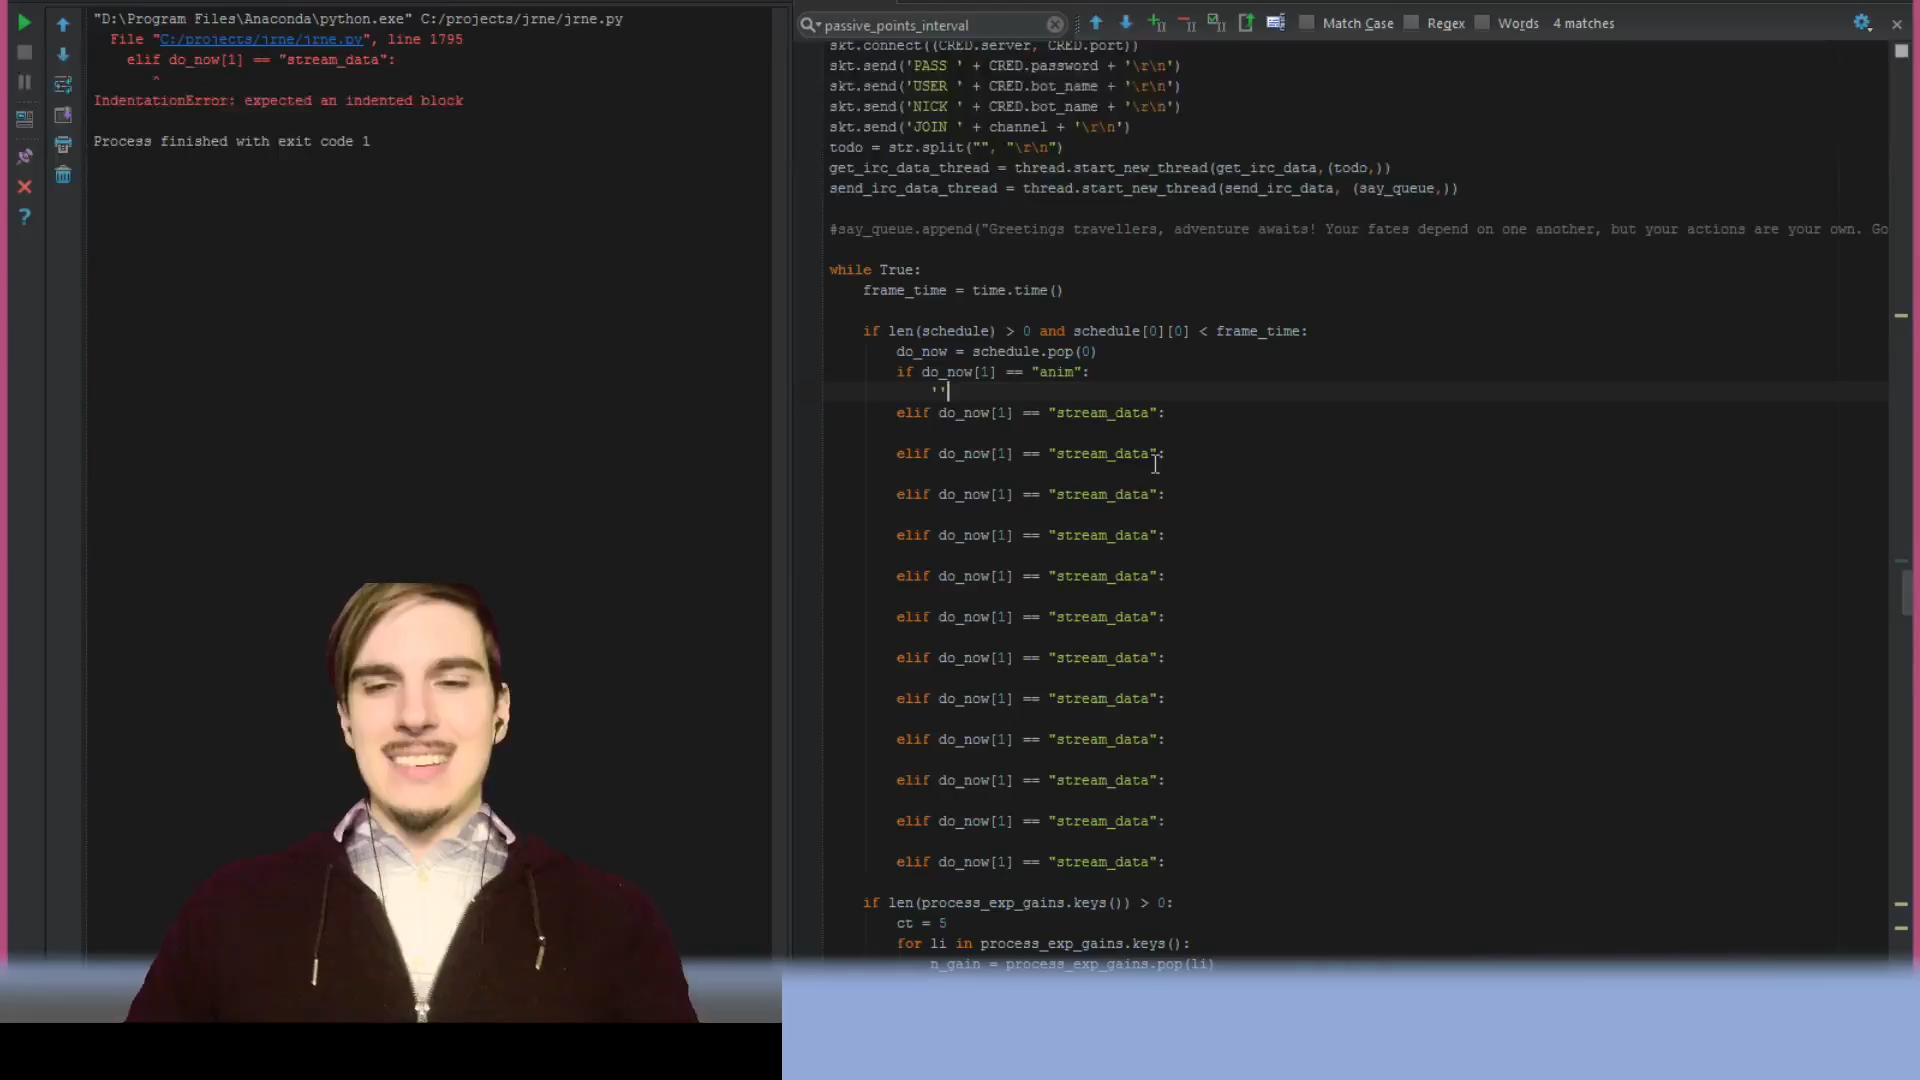 "D:\Program Files\Anaconda\python.exe" C:/projects/jrne/jrne.py
File "C:/projects/jrne/jrne.py", line 1795
elif do_now[1] == "stream_data":
^
IndentationError: expected an indented block
Process finished with exit code 1
passive_points_interval
Match Case
Regex
Words
4 matches
skt.connect((CRED.server, CRED.port))
skt.send('PASS ' + CRED.password + '\r\n')
skt.send('USER ' + CRED.bot_name + '\r\n')
skt.send('NICK ' + CRED.bot_name + '\r\n')
skt.send('JOIN ' + channel + '\r\n')
todo = str.split("", "\r\n")
get_irc_data_thread = thread.start_new_thread(get_irc_data,(todo,))
send_irc_data_thread = thread.start_new_thread(send_irc_data, (say_queue,))
#say_queue.append("Greetings travellers, adventure awaits! Your fates depend on one another, but your actions are your own. Go
while True:
frame_time = time.time()
if len(schedule) > 0 and schedule[0][0] < frame_time:
do_now = schedule.pop(0)
if do_now[1] == "anim":
''
elif do_now[1] == "stream_data":
elif do_now[1] == "stream_data":
elif do_now[1] == "stream_data":
elif do_now[1] == "stream_data":
elif do_now[1] == "stream_data":
elif do_now[1] == "stream_data":
elif do_now[1] == "stream_data":
elif do_now[1] == "stream_data":
elif do_now[1] == "stream_data":
elif do_now[1] == "stream_data":
elif do_now[1] == "stream_data":
elif do_now[1] == "stream_data":
if len(process_exp_gains.keys()) > 0:
ct = 5
for li in process_exp_gains.keys():
n_gain = process_exp_gains.pop(li)